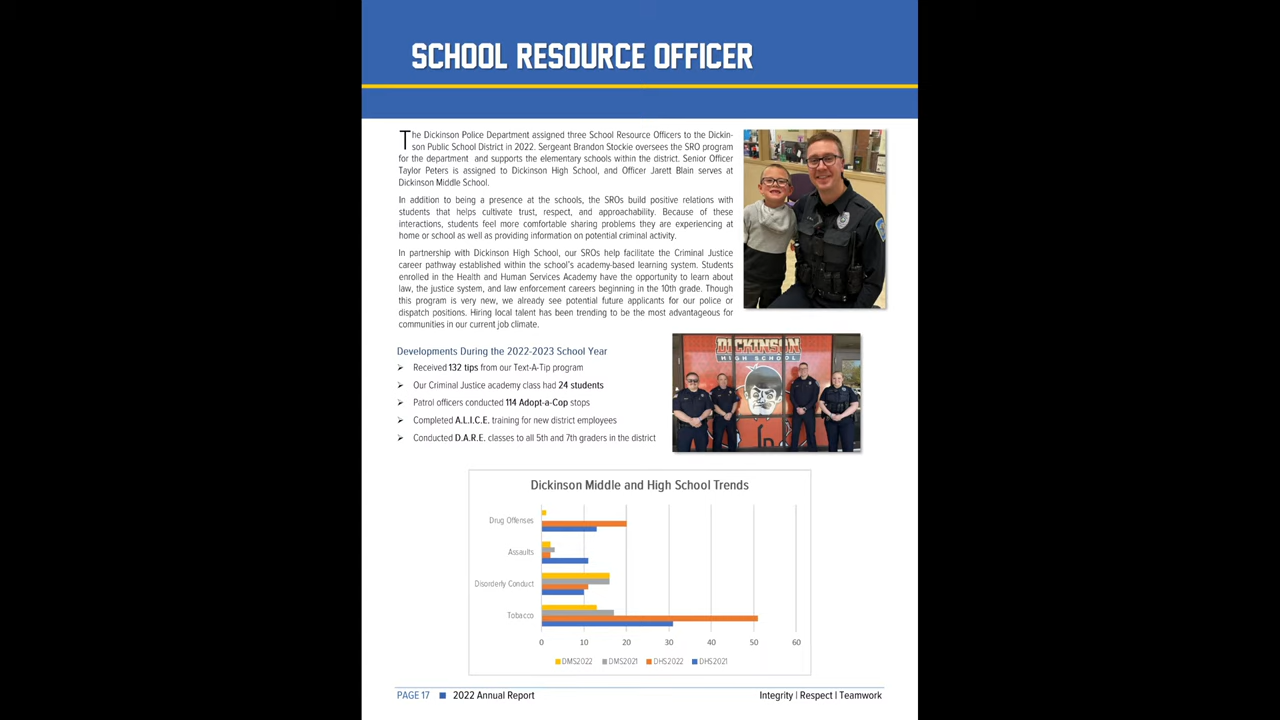 SCHOOL RESOURCE OFFICER
The Dickinson Police Department assigned three School Resource Officers to the Dickin-
son Public School District in 2022. Sergeant Brandon Stockie oversees the SRO program
for the department and supports the elementary schools within the district. Senior Officer
Taylor Peters is assigned to Dickinson High School, and Officer Jarett Blain serves at
Dickinson Middle School.
In addition to being a presence at the schools, the SROs build positive relations with
students that helps cultivate trust, respect, and approachability. Because of these
interactions, students feel more comfortable sharing problems they are experiencing at
home or school as well as providing information on potential criminal activity.
In partnership with Dickinson High School, our SROs help facilitate the Criminal Justice
career pathway established within the school's academy-based learning system. Students
enrolled in the Health and Human Services Academy have the opportunity to learn about
law, the justice system, and law enforcement careers beginning in the 10th grade. Though
this program is very new, we already see potential future applicants for our police or
dispatch positions. Hiring local talent has been trending to be the most advantageous for
communities in our current job climate.
Developments During the 2022-2023 School Year
➢ Received 132 tips from our Text-A-Tip program
➢ Our Criminal Justice academy class had 24 students
➢ Patrol officers conducted 114 Adopt-a-Cop stops
➢ Completed A.L.I.C.E. training for new district employees
➢ Conducted D.A.R.E. classes to all 5th and 7th graders in the district
DICKINSON
HIGH SCHOOL
Dickinson Middle and High School Trends
Drug Offenses
Assaults
Disorderly Conduct
Tobacco
0 10 20 30 40 50 60
DMS2022 DMS2021 DHS2022 DHS2021
PAGE 17 ■ 2022 Annual Report Integrity | Respect | Teamwork